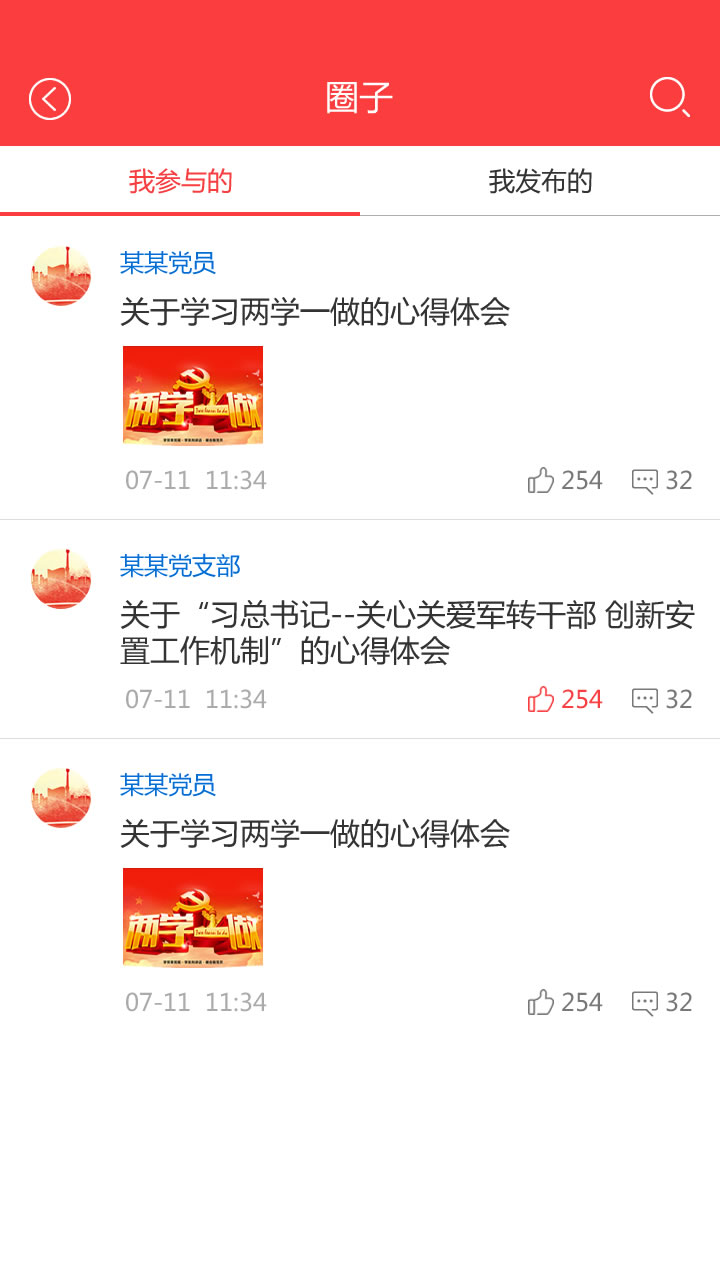 圈子
我参与的
我发布的
某某党员
关于学习两学一做的心得体会
两学一做
07-11 11:34
254
32
某某党支部
关于“习总书记--关心关爱军转干部 创新安
置工作机制”的心得体会
07-11 11:34
254
32
某某党员
关于学习两学一做的心得体会
两学一做
07-11 11:34
254
32